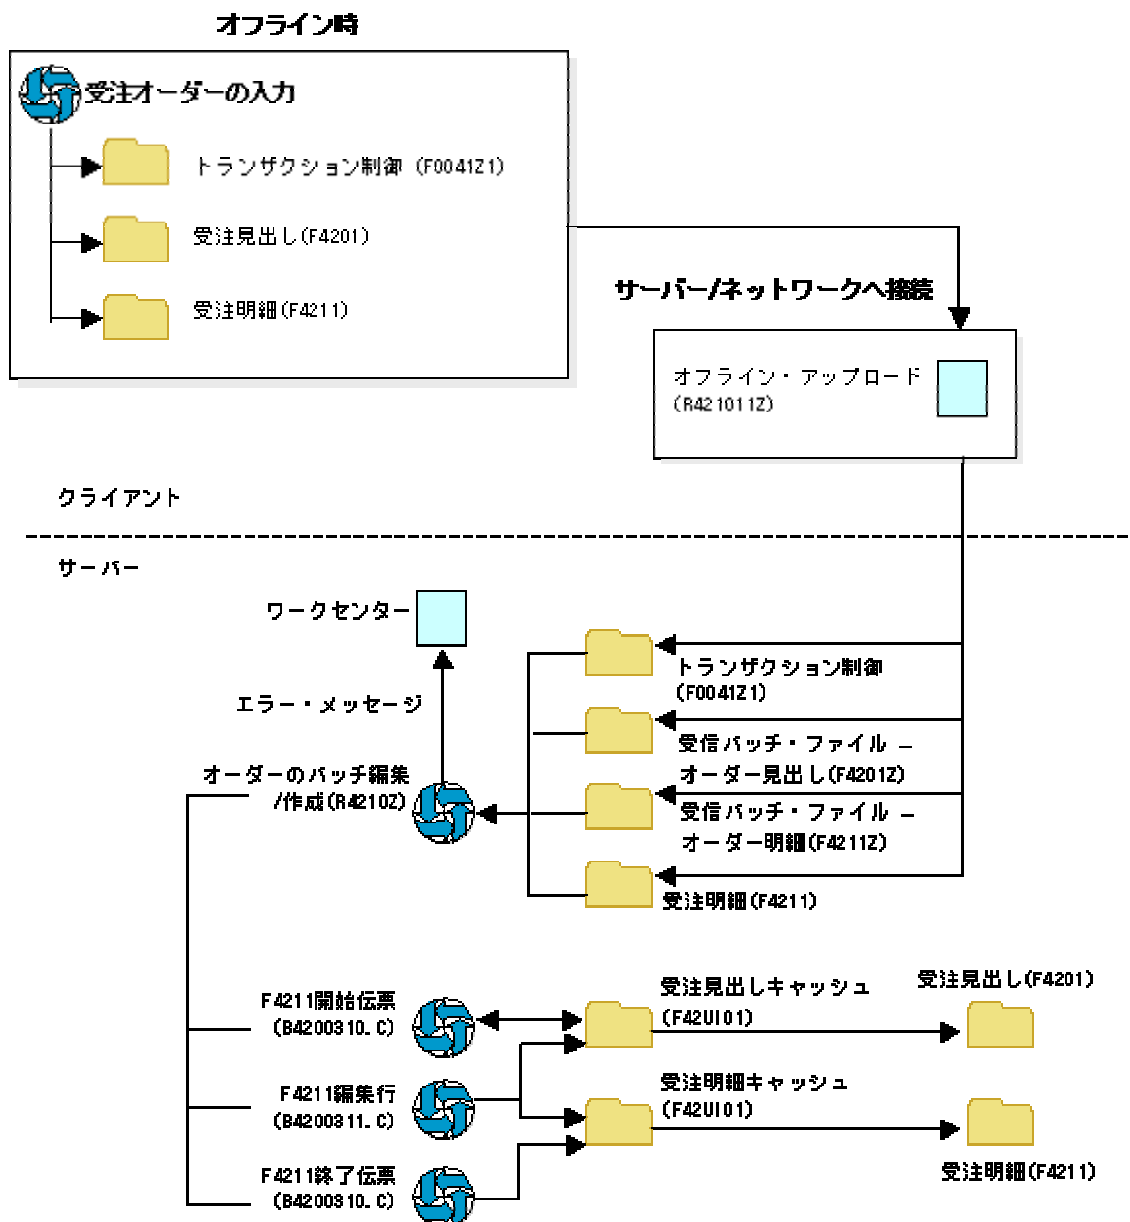 オフライン時
受注オーダーの入力
トランザクション制御 (F0041Z1)
受注見出し(F4201)
受注明細(F4211)
サーバー/ネットワークへ接続
オフライン・アップロード
(R421011Z)
クライアント
サーバー
ワークセンター
エラー・メッセージ
トランザクション制御
(F0041Z1)
受信バッチ・ファイル −
オーダー見出し(F4201Z)
受信バッチ・ファイル −
オーダー明細(F4211Z)
受注明細(F4211)
オーダーのバッチ編集
/作成(R4210Z)
F4211開始伝票
(B4200310.C)
受注見出しキャッシュ
(F42UI01)
受注見出し(F4201)
F4211編集行
(B4200311.C)
受注明細キャッシュ
(F42UI01)
受注明細(F4211)
F4211終了伝票
(B4200310.C)